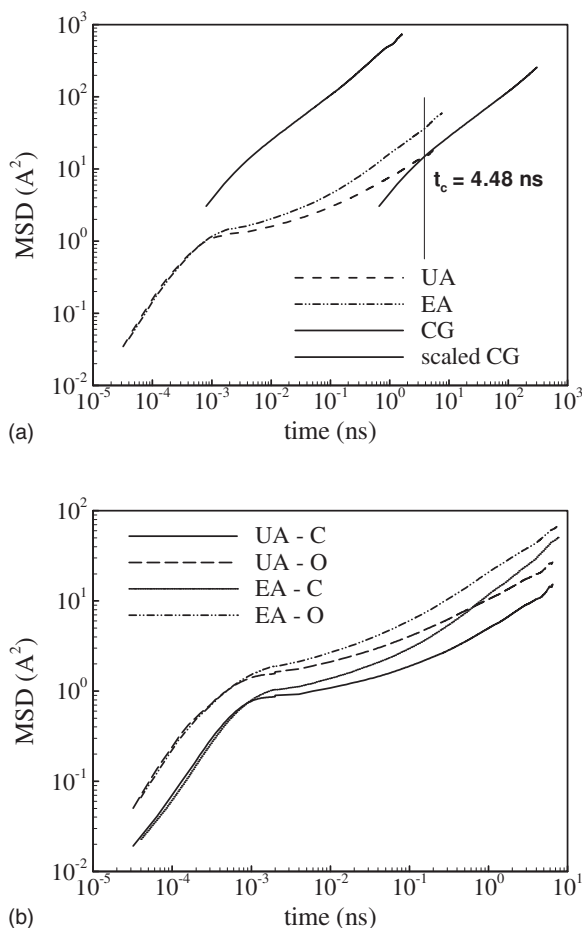 10³
10²
10¹
10⁰
10⁻¹
10⁻²
MSD (A²)
t_c = 4.48 ns
UA
EA
CG
scaled CG
10⁻⁵ 10⁻⁴ 10⁻³ 10⁻² 10⁻¹ 10⁰ 10¹ 10² 10³
(a) time (ns)
10²
10¹
10⁰
10⁻¹
10⁻²
MSD (A²)
UA - C
UA - O
EA - C
EA - O
10⁻⁵ 10⁻⁴ 10⁻³ 10⁻² 10⁻¹ 10⁰ 10¹
(b) time (ns)